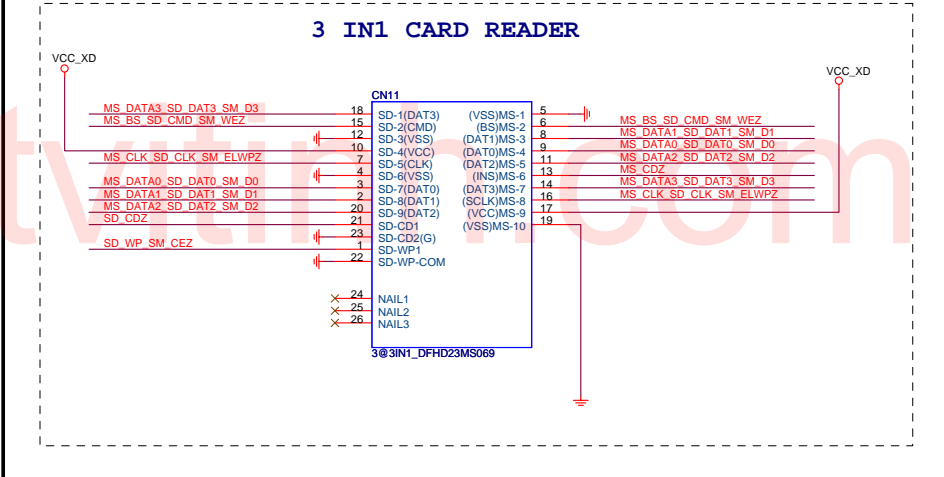 3 IN1 CARD READER
VCC_XD
VCC_XD
CN11
MS_DATA3_SD_DAT3_SM_D3 18 SD-1(DAT3) (VSS)MS-1 5
MS_BS_SD_CMD_SM_WEZ 15 SD-2(CMD) (BS)MS-2 6 MS_BS_SD_CMD_SM_WEZ
12 SD-3(VSS) (DAT1)MS-3 8 MS_DATA1_SD_DAT1_SM_D1
10 SD-4(VCC) (DAT0)MS-4 9 MS_DATA0_SD_DAT0_SM_D0
MS_CLK_SD_CLK_SM_ELWPZ 7 SD-5(CLK) (DAT2)MS-5 11 MS_DATA2_SD_DAT2_SM_D2
4 SD-6(VSS) (INS)MS-6 13 MS_CDZ
MS_DATA0_SD_DAT0_SM_D0 3 SD-7(DAT0) (DAT3)MS-7 14 MS_DATA3_SD_DAT3_SM_D3
MS_DATA1_SD_DAT1_SM_D1 2 SD-8(DAT1) (SCLK)MS-8 16 MS_CLK_SD_CLK_SM_ELWPZ
MS_DATA2_SD_DAT2_SM_D2 20 SD-9(DAT2) (VCC)MS-9 17
SD_CDZ 21 SD-CD1 (VSS)MS-10 19
23 SD-CD2(G)
SD_WP_SM_CEZ 1 SD-WP1
22 SD-WP-COM
24 NAIL1
25 NAIL2
26 NAIL3
3@3IN1_DFHD23MS069